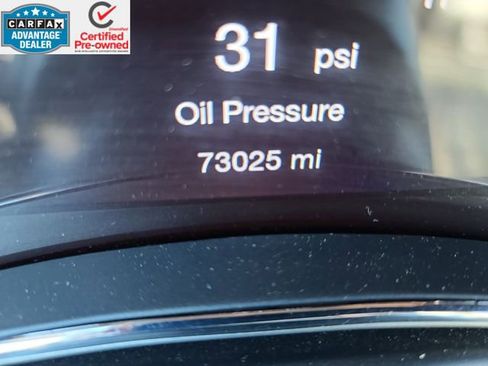 CARFAX
ADVANTAGE
DEALER
Certified
Pre-owned
31 psi
Oil Pressure
73025 mi